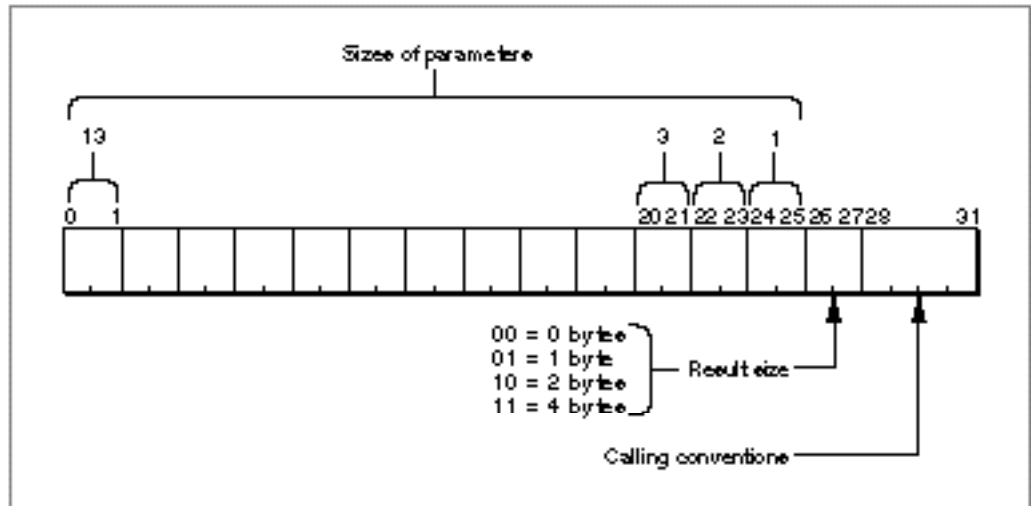 Sizes of parameters
13 3 2 1
0 1 20 21 22 23 24 25 26 27 28 31
00 = 0 bytes
01 = 1 byte
10 = 2 bytes
11 = 4 bytes
Result size
Calling conventions